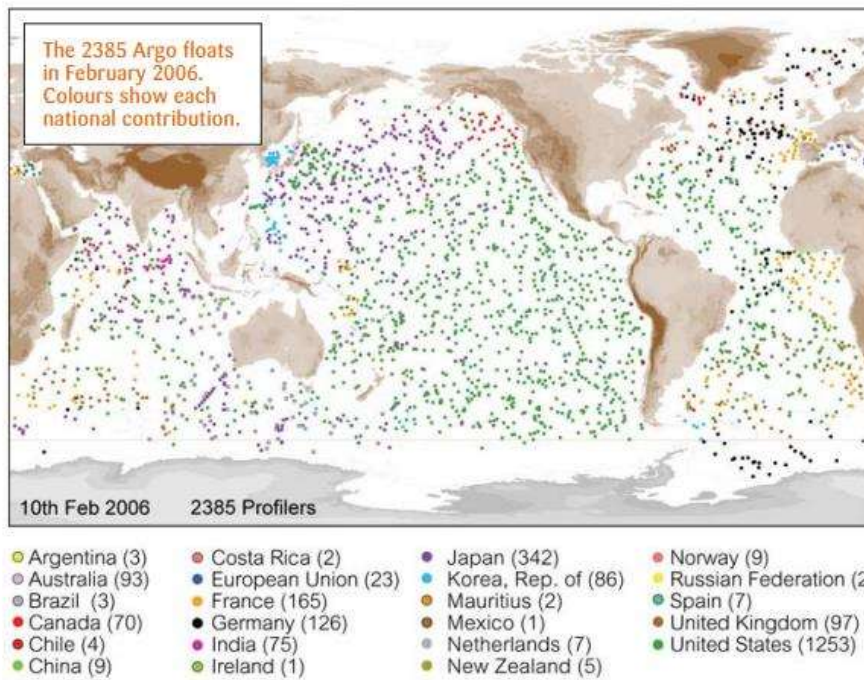 The 2385 Argo floats
in February 2006.
Colours show each
national contribution.
10th Feb 2006 2385 Profilers
Argentina (3)
Australia (93)
Brazil (3)
Canada (70)
Chile (4)
China (9)
Costa Rica (2)
European Union (23)
France (165)
Germany (126)
India (75)
Ireland (1)
Japan (342)
Korea, Rep. of (86)
Mauritius (2)
Mexico (1)
Netherlands (7)
New Zealand (5)
Norway (9)
Russian Federation (2
Spain (7)
United Kingdom (97)
United States (1253)